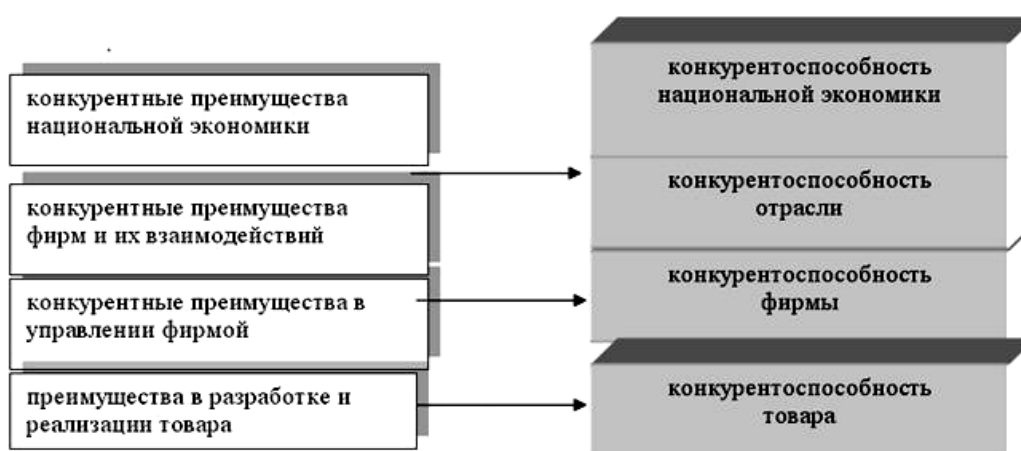 конкурентные преимущества
национальной экономики
конкурентные преимущества
фирм и их взаимодействий
конкурентные преимущества в
управлении фирмой
преимущества в разработке и
реализации товара
конкурентоспособность
национальной экономики
конкурентоспособность
отрасли
конкурентоспособность
фирмы
конкурентоспособность
товара